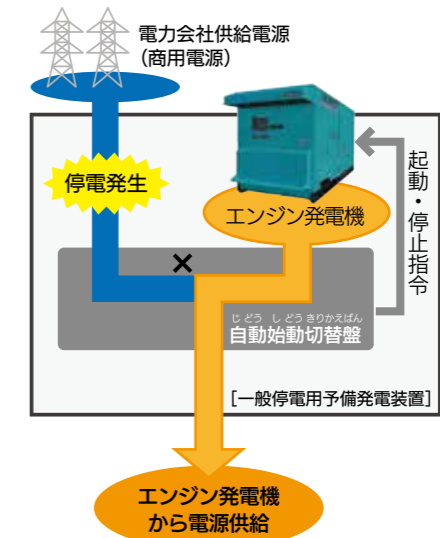 電力会社供給電源
（商用電源）
停電発生
エンジン発電機
起動・停止指令
×
じどうしどうきりかえばん
自動始動切替盤
［一般停電用予備発電装置］
エンジン発電機
から電源供給